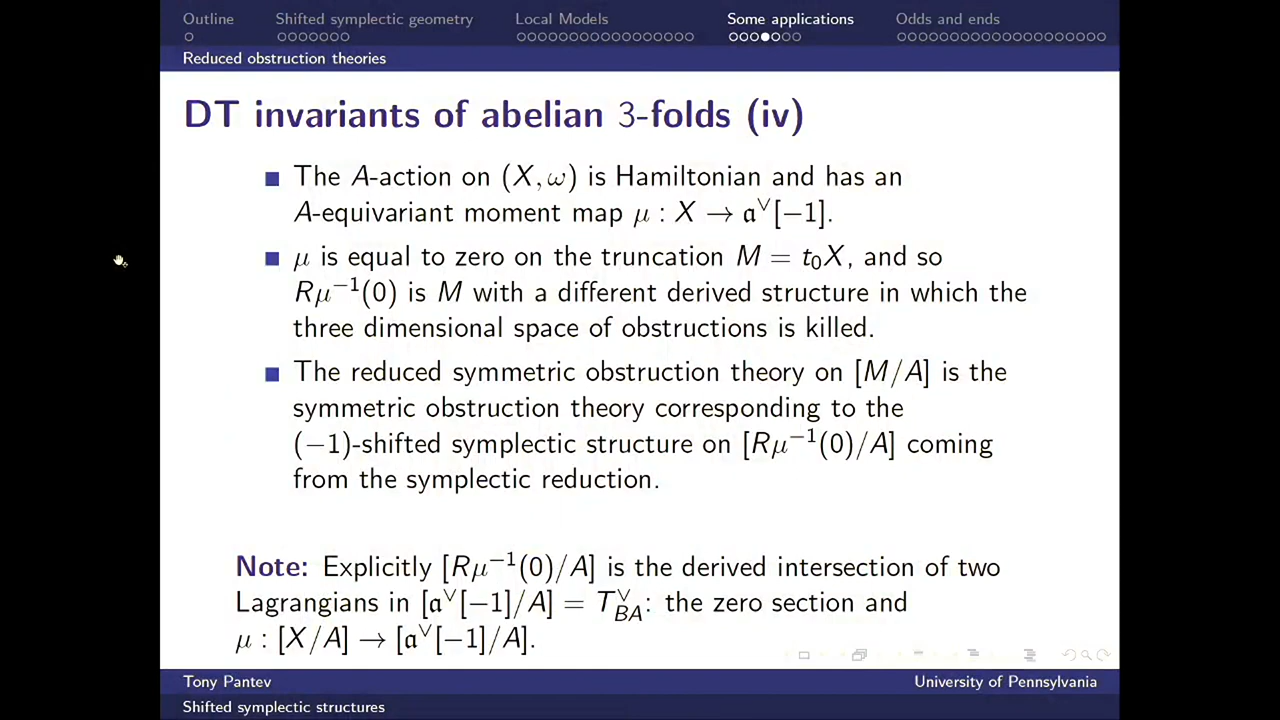 Outline Shifted symplectic geometry Local Models Some applications Odds and ends
Reduced obstruction theories
DT invariants of abelian 3-folds (iv)
The A-action on (X, ω) is Hamiltonian and has an
A-equivariant moment map μ : X → 𝔞^∨[−1].
μ is equal to zero on the truncation M = t₀X, and so
Rμ⁻¹(0) is M with a different derived structure in which the
three dimensional space of obstructions is killed.
The reduced symmetric obstruction theory on [M/A] is the
symmetric obstruction theory corresponding to the
(−1)-shifted symplectic structure on [Rμ⁻¹(0)/A] coming
from the symplectic reduction.
Note: Explicitly [Rμ⁻¹(0)/A] is the derived intersection of two
Lagrangians in [𝔞^∨[−1]/A] = T^∨_{BA}: the zero section and
μ : [X/A] → [𝔞^∨[−1]/A].
Tony Pantev University of Pennsylvania
Shifted symplectic structures